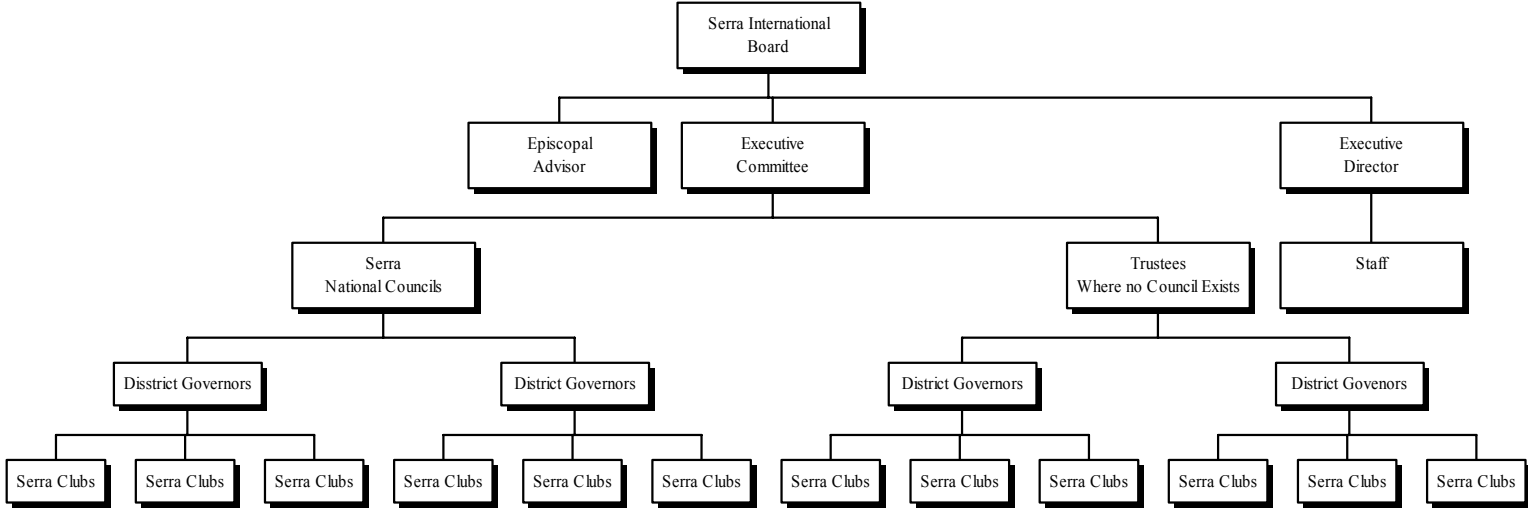 Serra International
Board
Episcopal
Advisor
Executive
Committee
Executive
Director
Serra
National Councils
Trustees
Where no Council Exists
Staff
Disstrict Governors
District Governors
District Governors
District Govenors
Serra Clubs
Serra Clubs
Serra Clubs
Serra Clubs
Serra Clubs
Serra Clubs
Serra Clubs
Serra Clubs
Serra Clubs
Serra Clubs
Serra Clubs
Serra Clubs